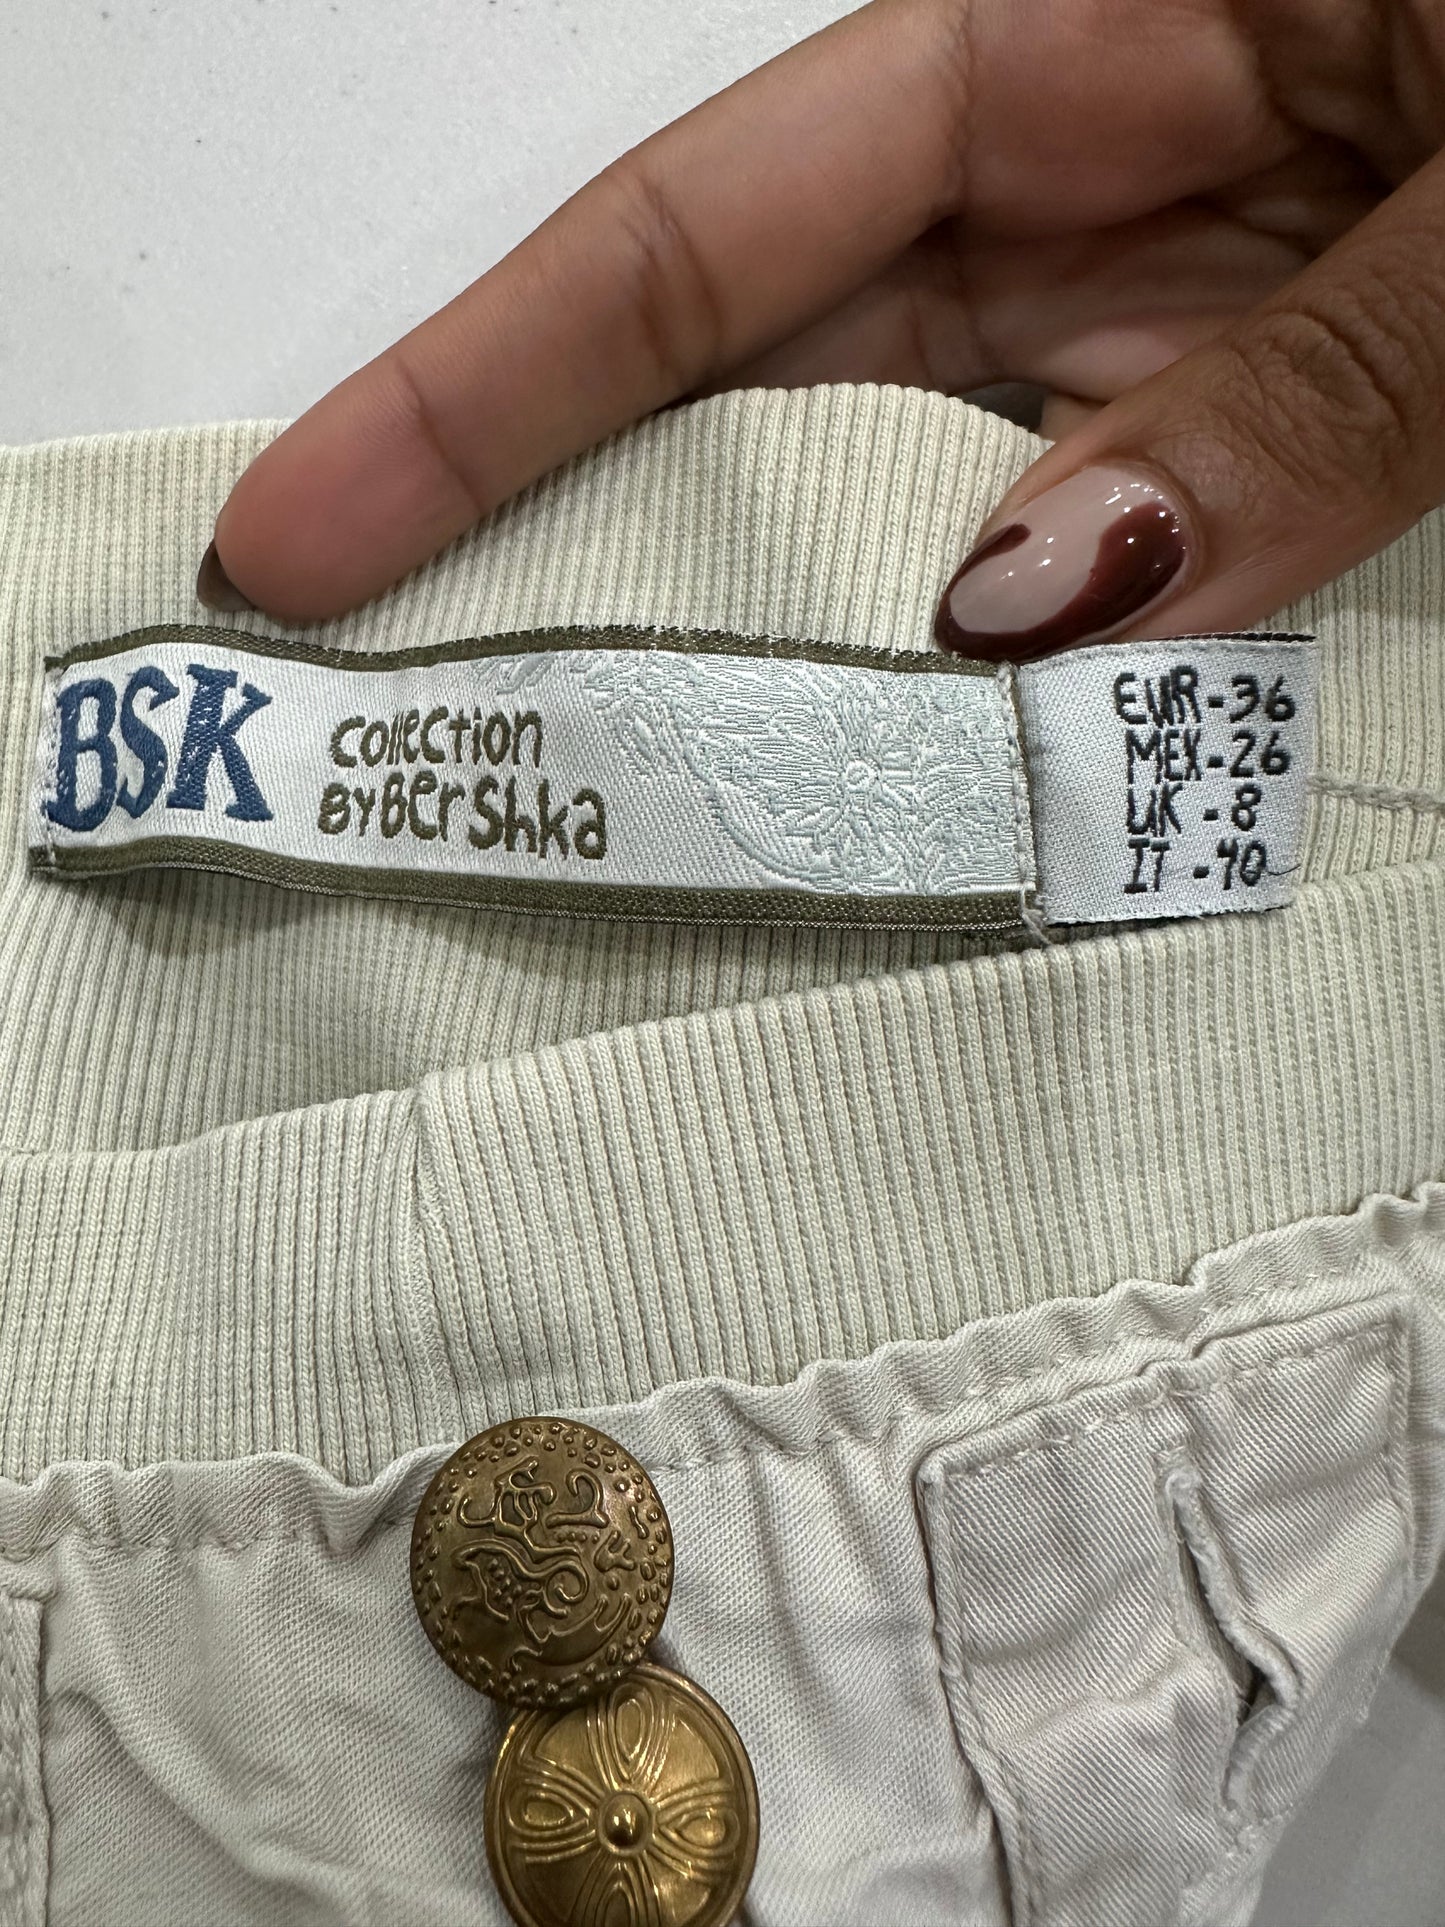 BSK
collection
BY Bershka
EUR - 36
MEX - 26
UK - 8
IT - 40